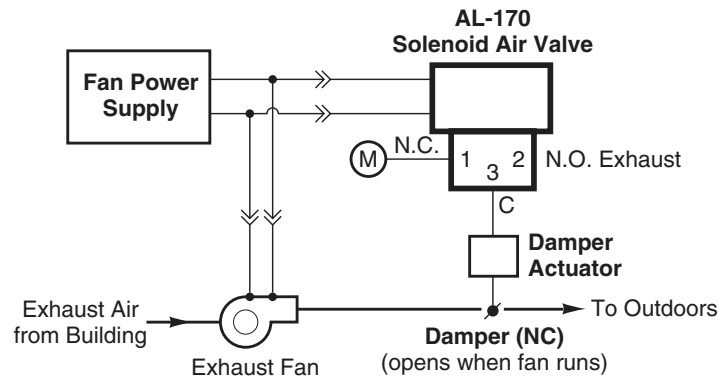 AL-170
Solenoid Air Valve
Fan Power
Supply
M
N.C.
1
2
3
N.O. Exhaust
C
Damper
Actuator
Exhaust Air
from Building
To Outdoors
Exhaust Fan
Damper (NC)
(opens when fan runs)